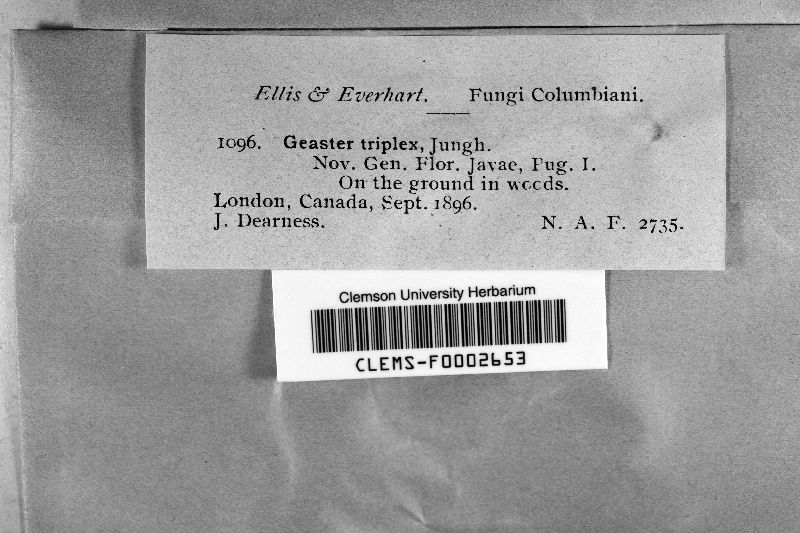 Ellis & Everhart. Fungi Columbiani.
1096. Geaster triplex, Jungh.
Nov. Gen. Flor. Javae, Fug. I.
On the ground in woods.
London, Canada, Sept. 1896.
J. Dearness. N. A. F. 2735.
Clemson University Herbarium
CLEMS-F0002653